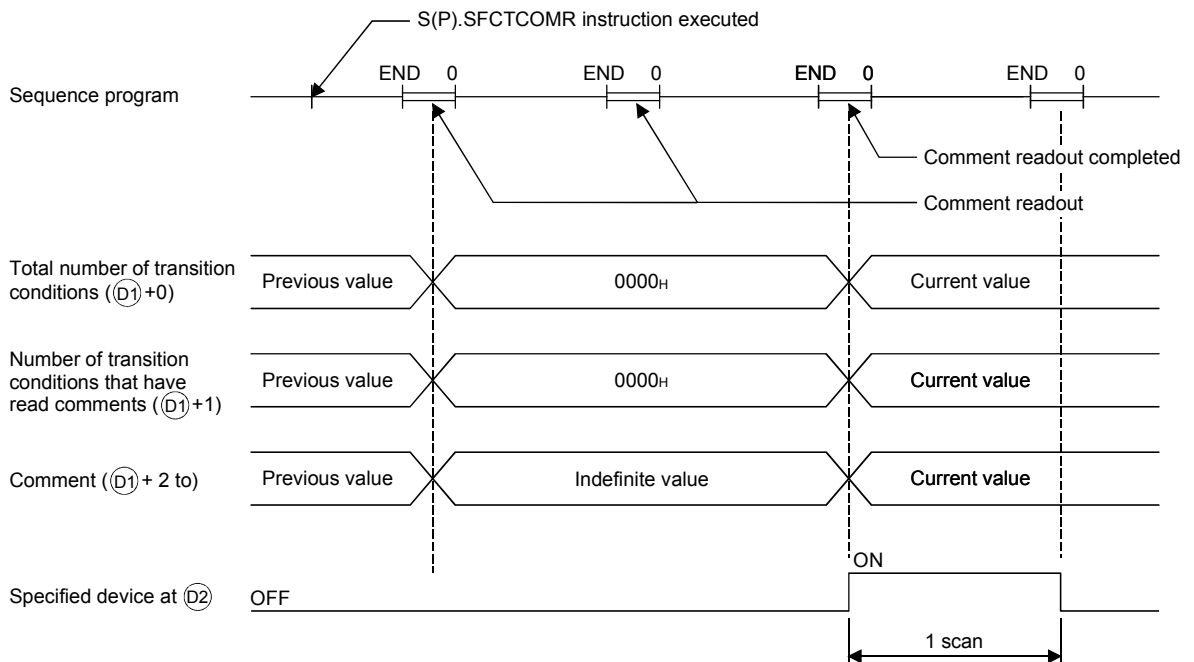 S(P).SFCTCOMR instruction executed
END 0 END 0 END 0 END 0
Sequence program
Comment readout completed
Comment readout
Total number of transition
conditions (D1+0)
Previous value 0000H Current value
Number of transition
conditions that have
read comments (D1+1)
Previous value 0000H Current value
Comment (D1+ 2 to)
Previous value Indefinite value Current value
ON
Specified device at D2 OFF
1 scan